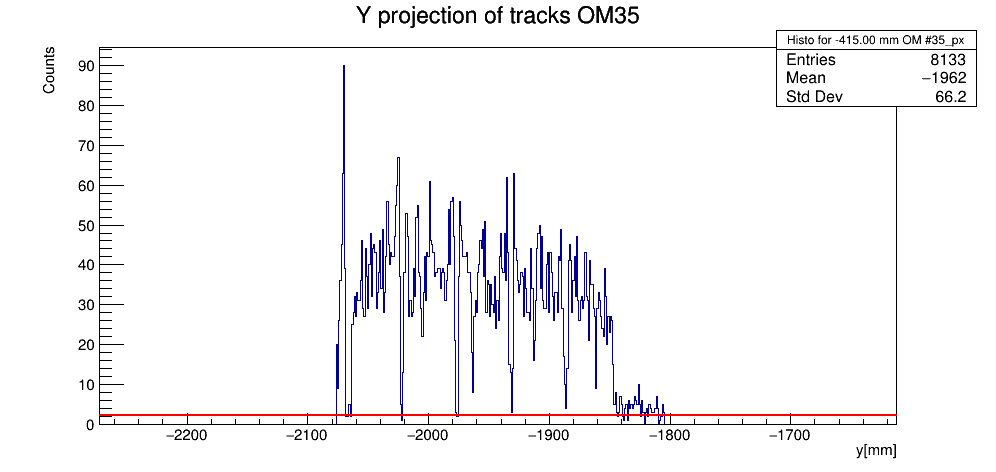 Y projection of tracks OM35
Histo for -415.00 mm OM #35_px
Entries 8133
Mean −1962
Std Dev 66.2
Counts
90
80
70
60
50
40
30
20
10
0
−2200 −2100 −2000 −1900 −1800 −1700
y[mm]